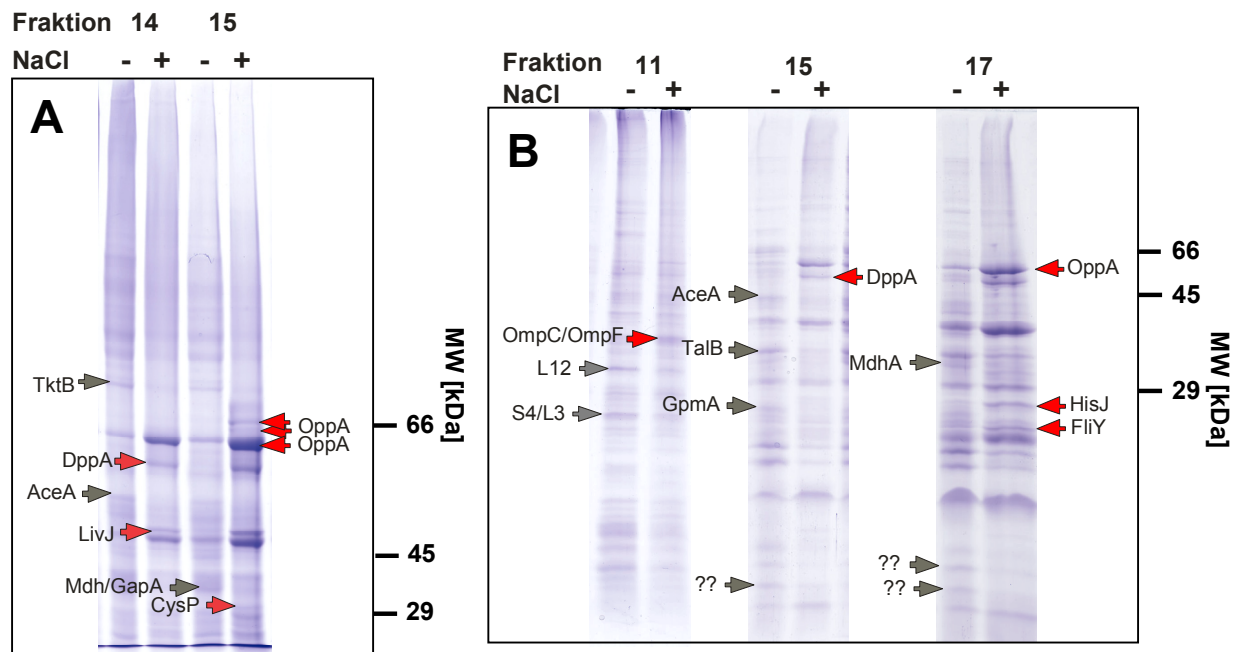 Fraktion 14 15
NaCl - + - +
A
TktB
OppA
66
OppA
DppA
AceA
LivJ
45
Mdh/GapA
CysP
29
MW [kDa]
Fraktion 11 15 17
NaCl - + - + - +
B
66
OppA
DppA
AceA
45
OmpC/OmpF
TalB
L12
MdhA
29
GpmA
HisJ
S4/L3
FliY
??
??
??
MW [kDa]